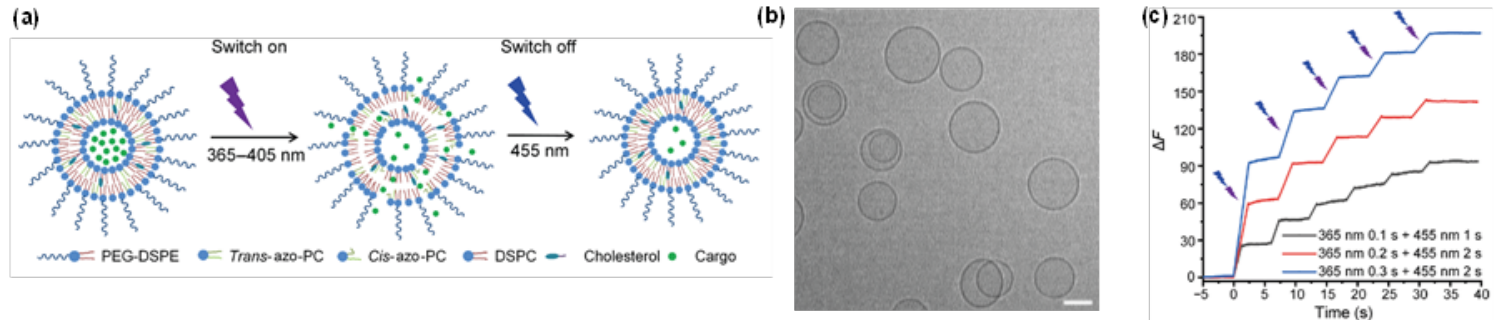 (a)
Switch on
Switch off
365–405 nm
455 nm
PEG-DSPE
Trans-azo-PC
Cis-azo-PC
DSPC
Cholesterol
Cargo
(b)
(c)
210
180
150
120
90
60
30
0
ΔF
365 nm 0.1 s + 455 nm 1 s
365 nm 0.2 s + 455 nm 2 s
365 nm 0.3 s + 455 nm 2 s
-5 0 5 10 15 20 25 30 35 40
Time (s)